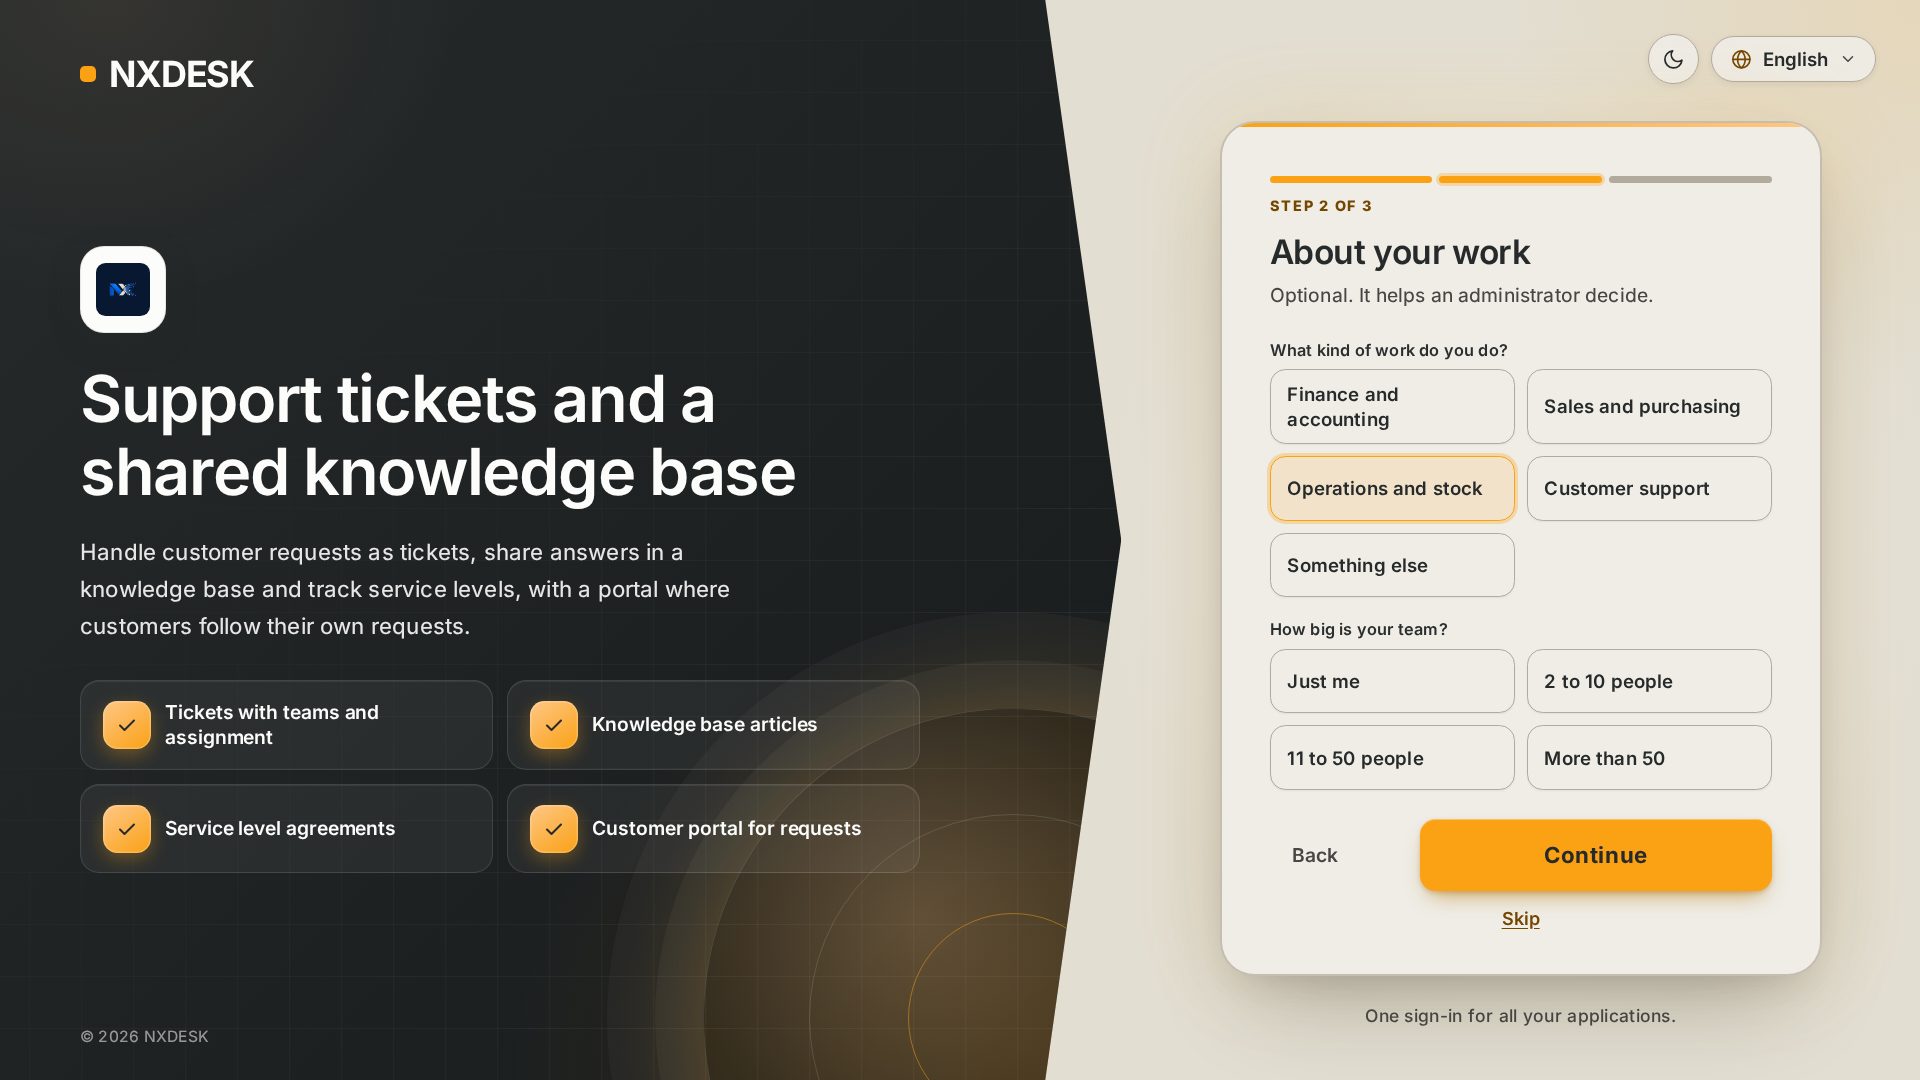 NXDESK
English
NX
Support tickets and a
shared knowledge base
Handle customer requests as tickets, share answers in a
knowledge base and track service levels, with a portal where
customers follow their own requests.
Tickets with teams and
assignment
Knowledge base articles
Service level agreements
Customer portal for requests
© 2026 NXDESK
STEP 2 OF 3
About your work
Optional. It helps an administrator decide.
What kind of work do you do?
Finance and
accounting
Sales and purchasing
Operations and stock
Customer support
Something else
How big is your team?
Just me
2 to 10 people
11 to 50 people
More than 50
Back
Continue
Skip
One sign-in for all your applications.